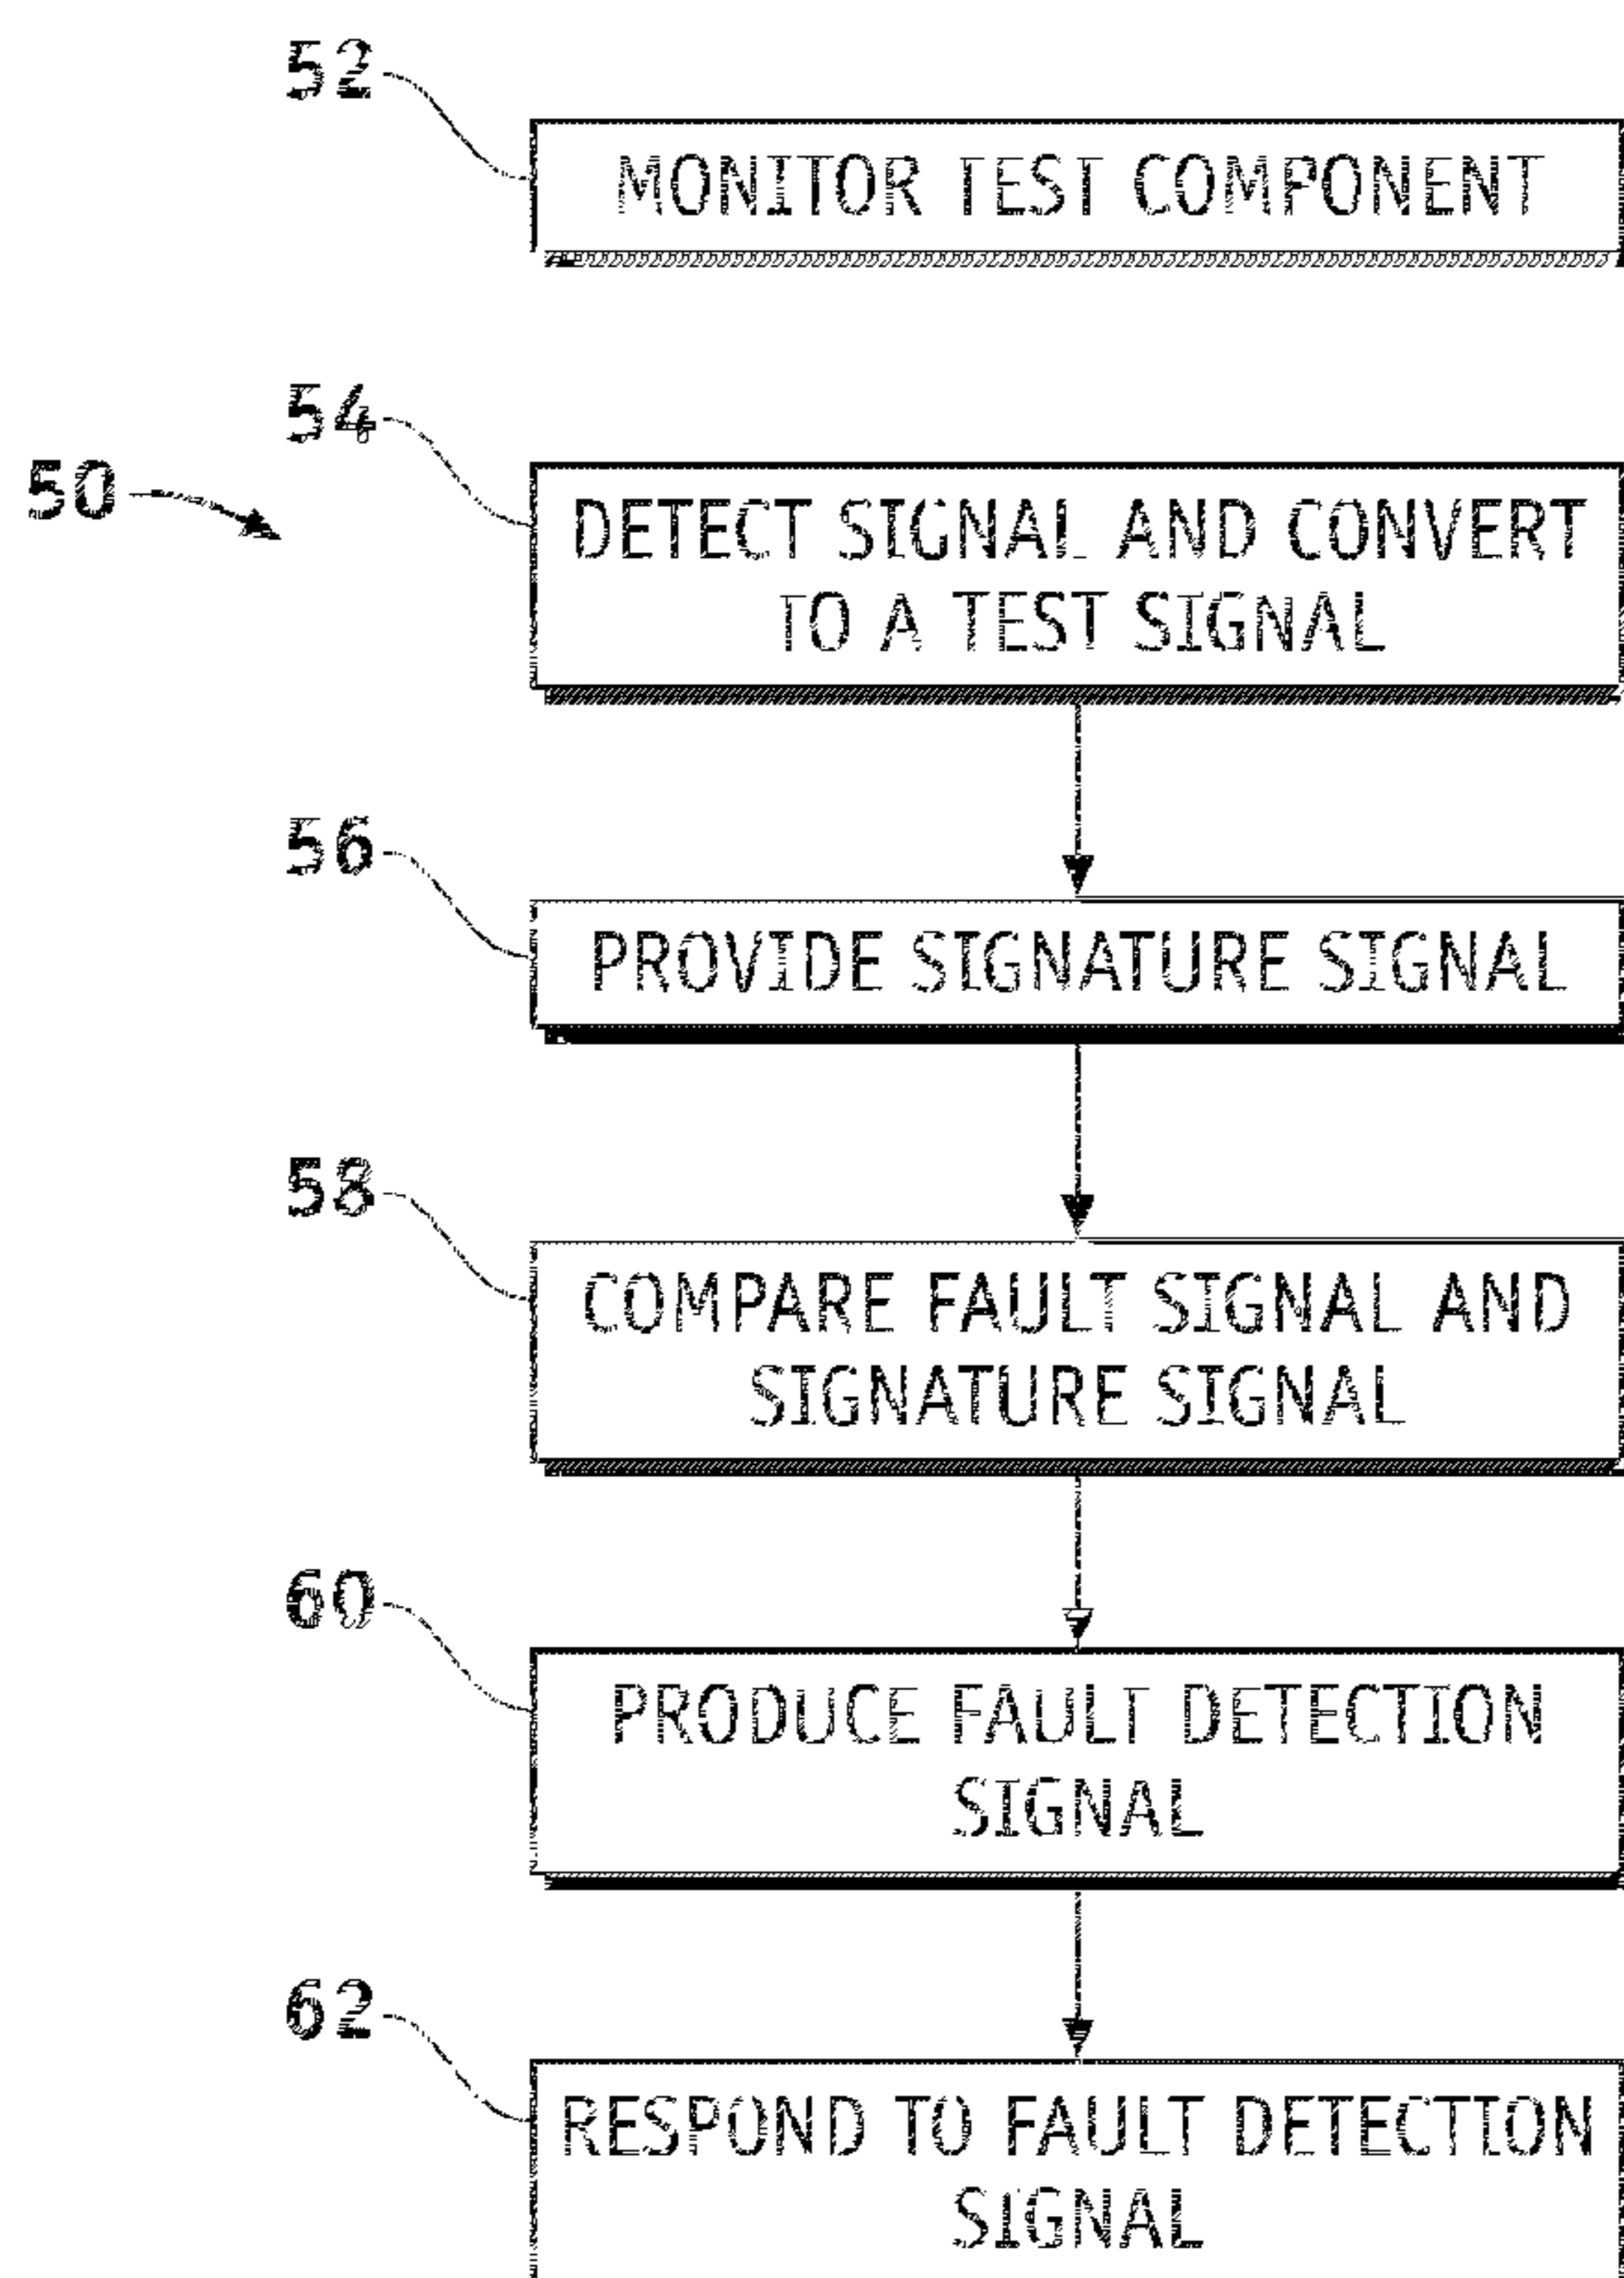 52
MONITOR TEST COMPONENT
54
50
DETECT SIGNAL AND CONVERT
TO A TEST SIGNAL
56
PROVIDE SIGNATURE SIGNAL
58
COMPARE FAULT SIGNAL AND
SIGNATURE SIGNAL
60
PRODUCE FAULT DETECTION
SIGNAL
62
RESPOND TO FAULT DETECTION
SIGNAL